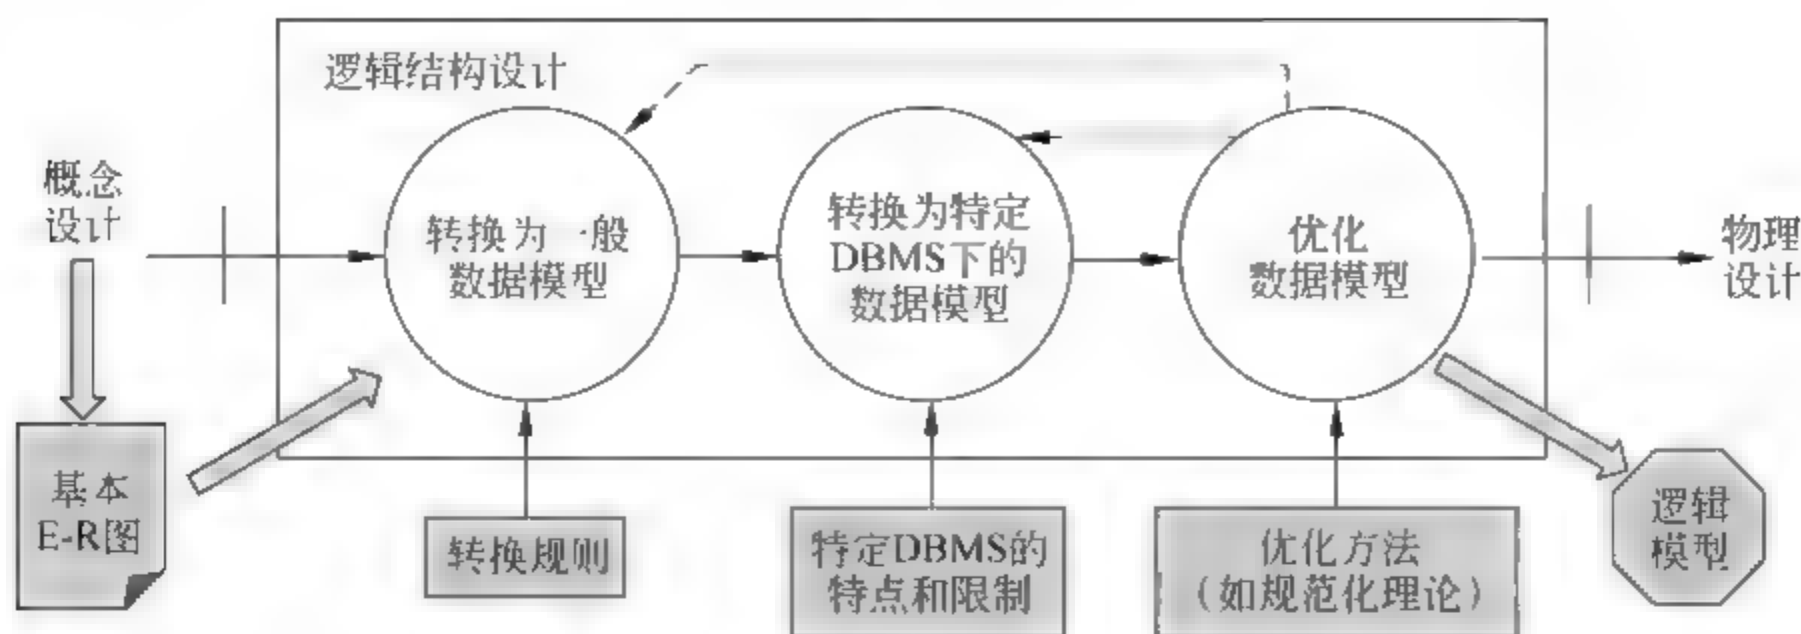 逻辑结构设计
概念
设计
转换为一般
数据模型
转换为特定
DBMS下的
数据模型
优化
数据模型
物理
设计
基本
E-R图
转换规则
特定DBMS的
特点和限制
优化方法
(如规范化理论)
逻辑
模型